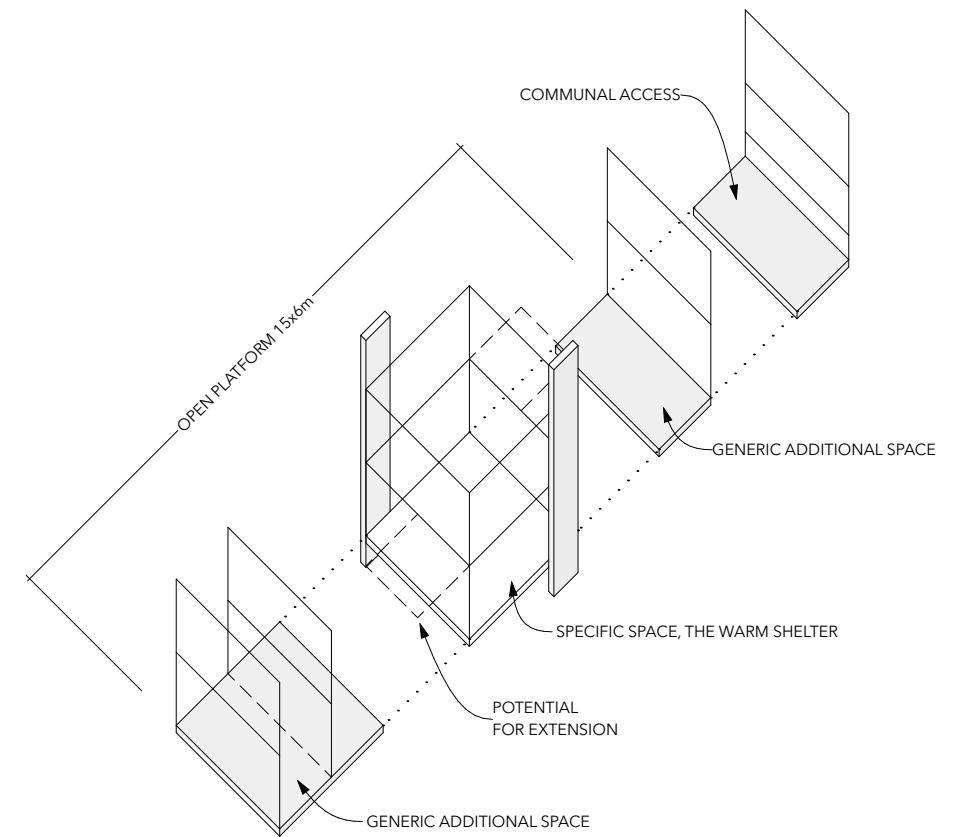 COMMUNAL ACCESS
OPEN PLATFORM 15x6m
GENERIC ADDITIONAL SPACE
SPECIFIC SPACE, THE WARM SHELTER
POTENTIAL
FOR EXTENSION
GENERIC ADDITIONAL SPACE